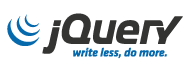 jQuery
write less, do more.